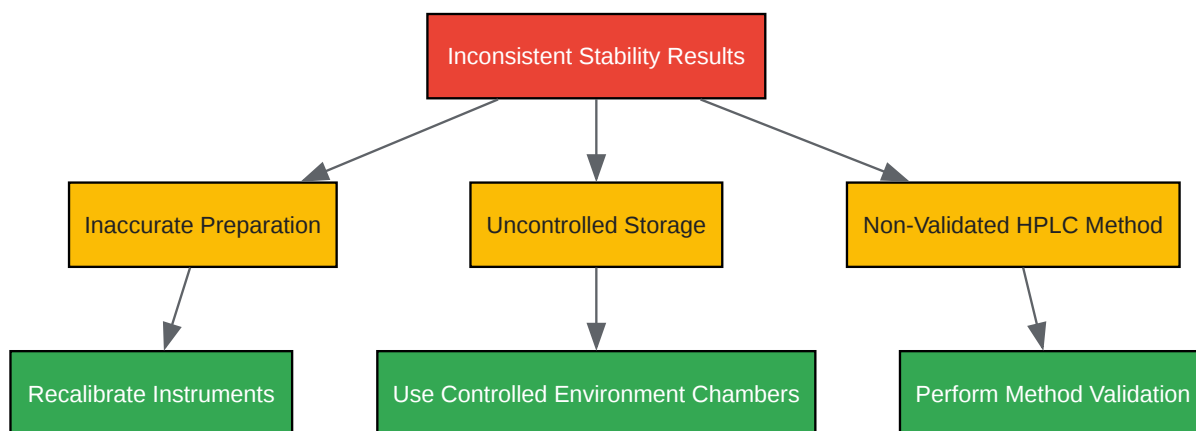 Inconsistent Stability Results
Inaccurate Preparation
Uncontrolled Storage
Non-Validated HPLC Method
Recalibrate Instruments
Use Controlled Environment Chambers
Perform Method Validation